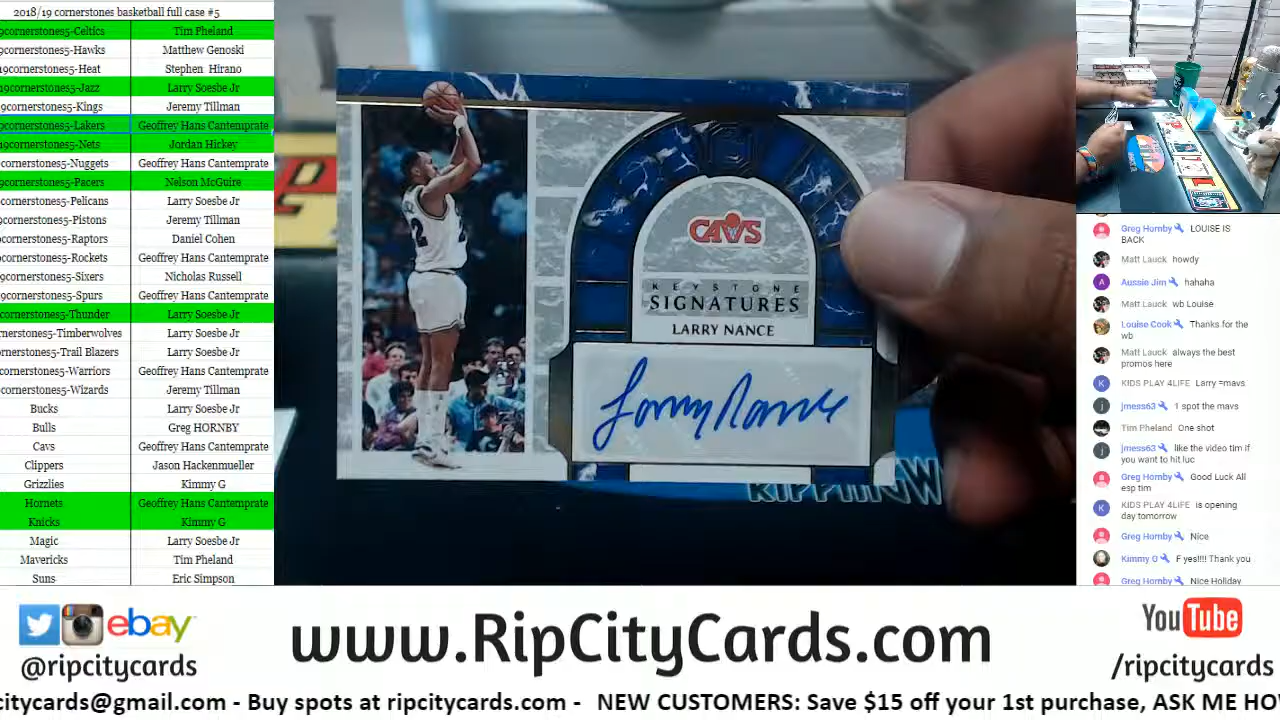 2018/19 cornerstones basketball full case #5
9cornerstones5-Celtics Tim Pheland
9cornerstones5-Hawks Matthew Genoski
19cornerstones5-Heat Stephen Hirano
19cornerstones5-Jazz Larry Soesbe Jr
9cornerstones5-Kings Jeremy Tillman
9cornerstones5-Lakers Geoffrey Hans Cantemprate
19cornerstones5-Nets Jordan Hickey
cornerstones5-Nuggets Geoffrey Hans Cantemprate
9cornerstones5-Pacers Nelson McGuire
cornerstones5-Pelicans Larry Soesbe Jr
cornerstones5-Pistons Jeremy Tillman
cornerstones5-Raptors Daniel Cohen
cornerstones5-Rockets Geoffrey Hans Cantemprate
9cornerstones5-Sixers Nicholas Russell
9cornerstones5-Spurs Geoffrey Hans Cantemprate
cornerstones5-Thunder Larry Soesbe Jr
nerstones5-Timberwolves Larry Soesbe Jr
rnerstones5-Trail Blazers Larry Soesbe Jr
cornerstones5-Warriors Geoffrey Hans Cantemprate
cornerstones5-Wizards Jeremy Tillman
Bucks Larry Soesbe Jr
Bulls Greg HORNBY
Cavs Geoffrey Hans Cantemprate
Clippers Jason Hackenmueller
Grizzlies Kimmy G
Hornets Geoffrey Hans Cantemprate
Knicks Kimmy G
Magic Larry Soesbe Jr
Mavericks Tim Pheland
Suns Eric Simpson
CAVS
KEYSTONE
SIGNATURES
LARRY NANCE
Larry Nance
Greg Hornby LOUISE IS
BACK
Matt Lauck howdy
A
Aussie Jim hahaha
Matt Lauck wb Louise
Louise Cook Thanks for the
wb
Matt Lauck always the best
promos here
K
KIDS PLAY 4LIFE Larry =mavs
j
jmess63 1 spot the mavs
Tim Pheland One shot
j
jmess63 like the video tim if
you want to hit luc
Greg Hornby Good Luck All
esp tim
K
KIDS PLAY 4LIFE is opening
day tomorrow
Greg Hornby Nice
Kimmy G F yes!!!! Thank you
Greg Hornby Nice Holiday
ebay
@ripcitycards
www.RipCityCards.com
YouTube
/ripcitycards
citycards@gmail.com - Buy spots at ripcitycards.com - NEW CUSTOMERS: Save $15 off your 1st purchase, ASK ME HO